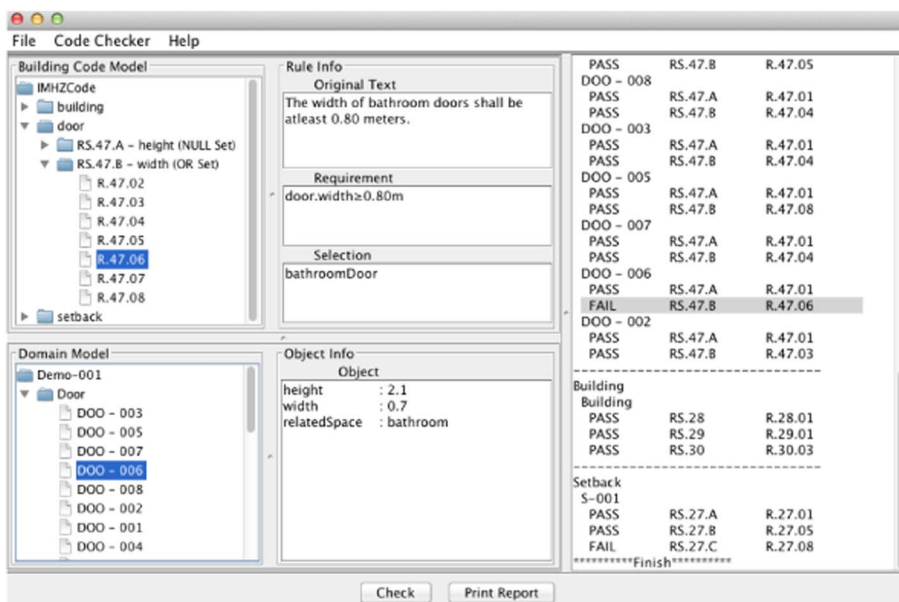 File Code Checker Help
Building Code Model
IMHZCode
building
door
RS.47.A - height (NULL Set)
RS.47.B - width (OR Set)
R.47.02
R.47.03
R.47.04
R.47.05
R.47.06
R.47.07
R.47.08
setback
Rule Info
Original Text
The width of bathroom doors shall be
atleast 0.80 meters.
Requirement
door.width≥0.80m
Selection
bathroomDoor
Domain Model
Demo-001
Door
DOO - 003
DOO - 005
DOO - 007
DOO - 006
DOO - 008
DOO - 002
DOO - 001
DOO - 004
Object Info
Object
height : 2.1
width : 0.7
relatedSpace : bathroom
PASS RS.47.B R.47.05
DOO - 008
PASS RS.47.A R.47.01
PASS RS.47.B R.47.04
DOO - 003
PASS RS.47.A R.47.01
PASS RS.47.B R.47.04
DOO - 005
PASS RS.47.A R.47.01
PASS RS.47.B R.47.08
DOO - 007
PASS RS.47.A R.47.01
PASS RS.47.B R.47.04
DOO - 006
PASS RS.47.A R.47.01
FAIL RS.47.B R.47.06
DOO - 002
PASS RS.47.A R.47.01
PASS RS.47.B R.47.03
--------------------------------
Building
Building
PASS RS.28 R.28.01
PASS RS.29 R.29.01
PASS RS.30 R.30.03
--------------------------------
Setback
S-001
PASS RS.27.A R.27.01
PASS RS.27.B R.27.05
FAIL RS.27.C R.27.08
**********Finish**********
Check Print Report